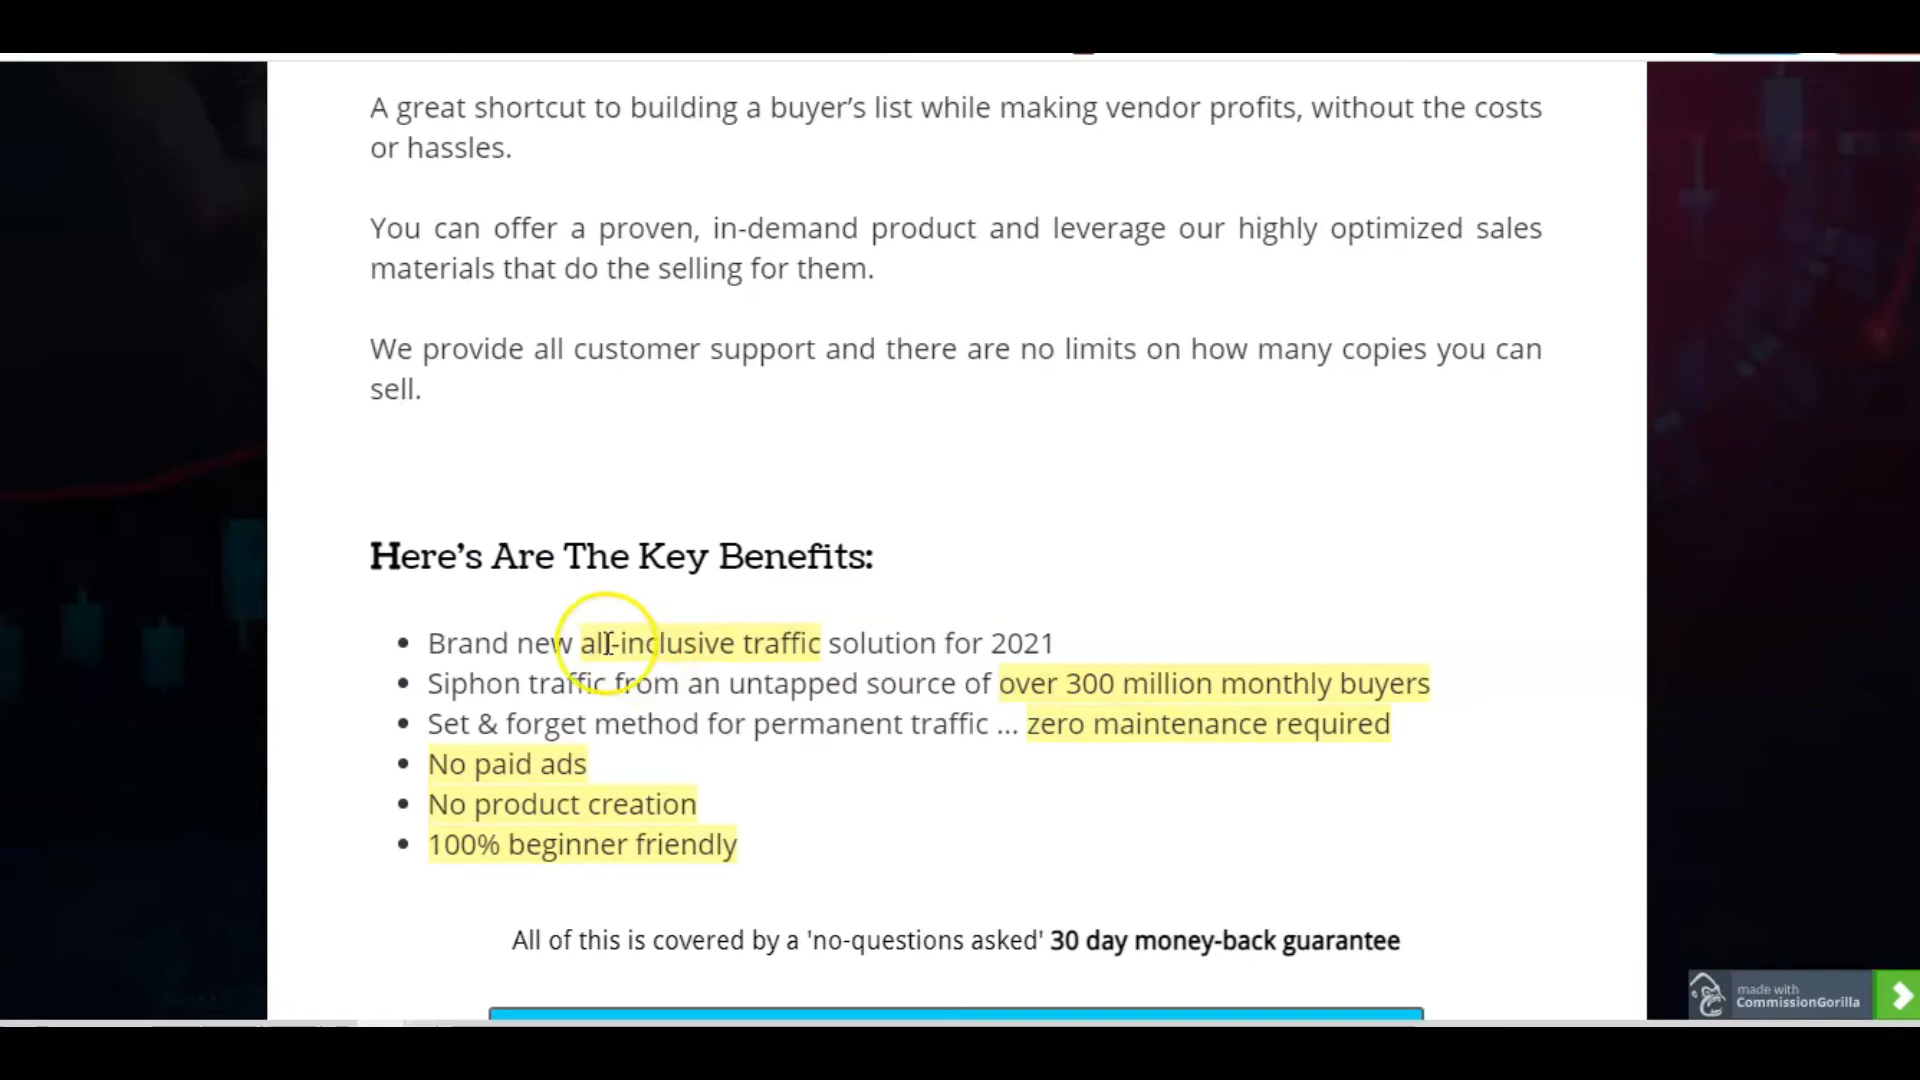 A great shortcut to building a buyer’s list while making vendor profits, without the costs
or hassles.
You can offer a proven, in-demand product and leverage our highly optimized sales
materials that do the selling for them.
We provide all customer support and there are no limits on how many copies you can
sell.
Here’s Are The Key Benefits:
• Brand new all-inclusive traffic solution for 2021
• Siphon traffic from an untapped source of over 300 million monthly buyers
• Set & forget method for permanent traffic ... zero maintenance required
• No paid ads
• No product creation
• 100% beginner friendly
All of this is covered by a 'no-questions asked' 30 day money-back guarantee
made with
CommissionGorilla